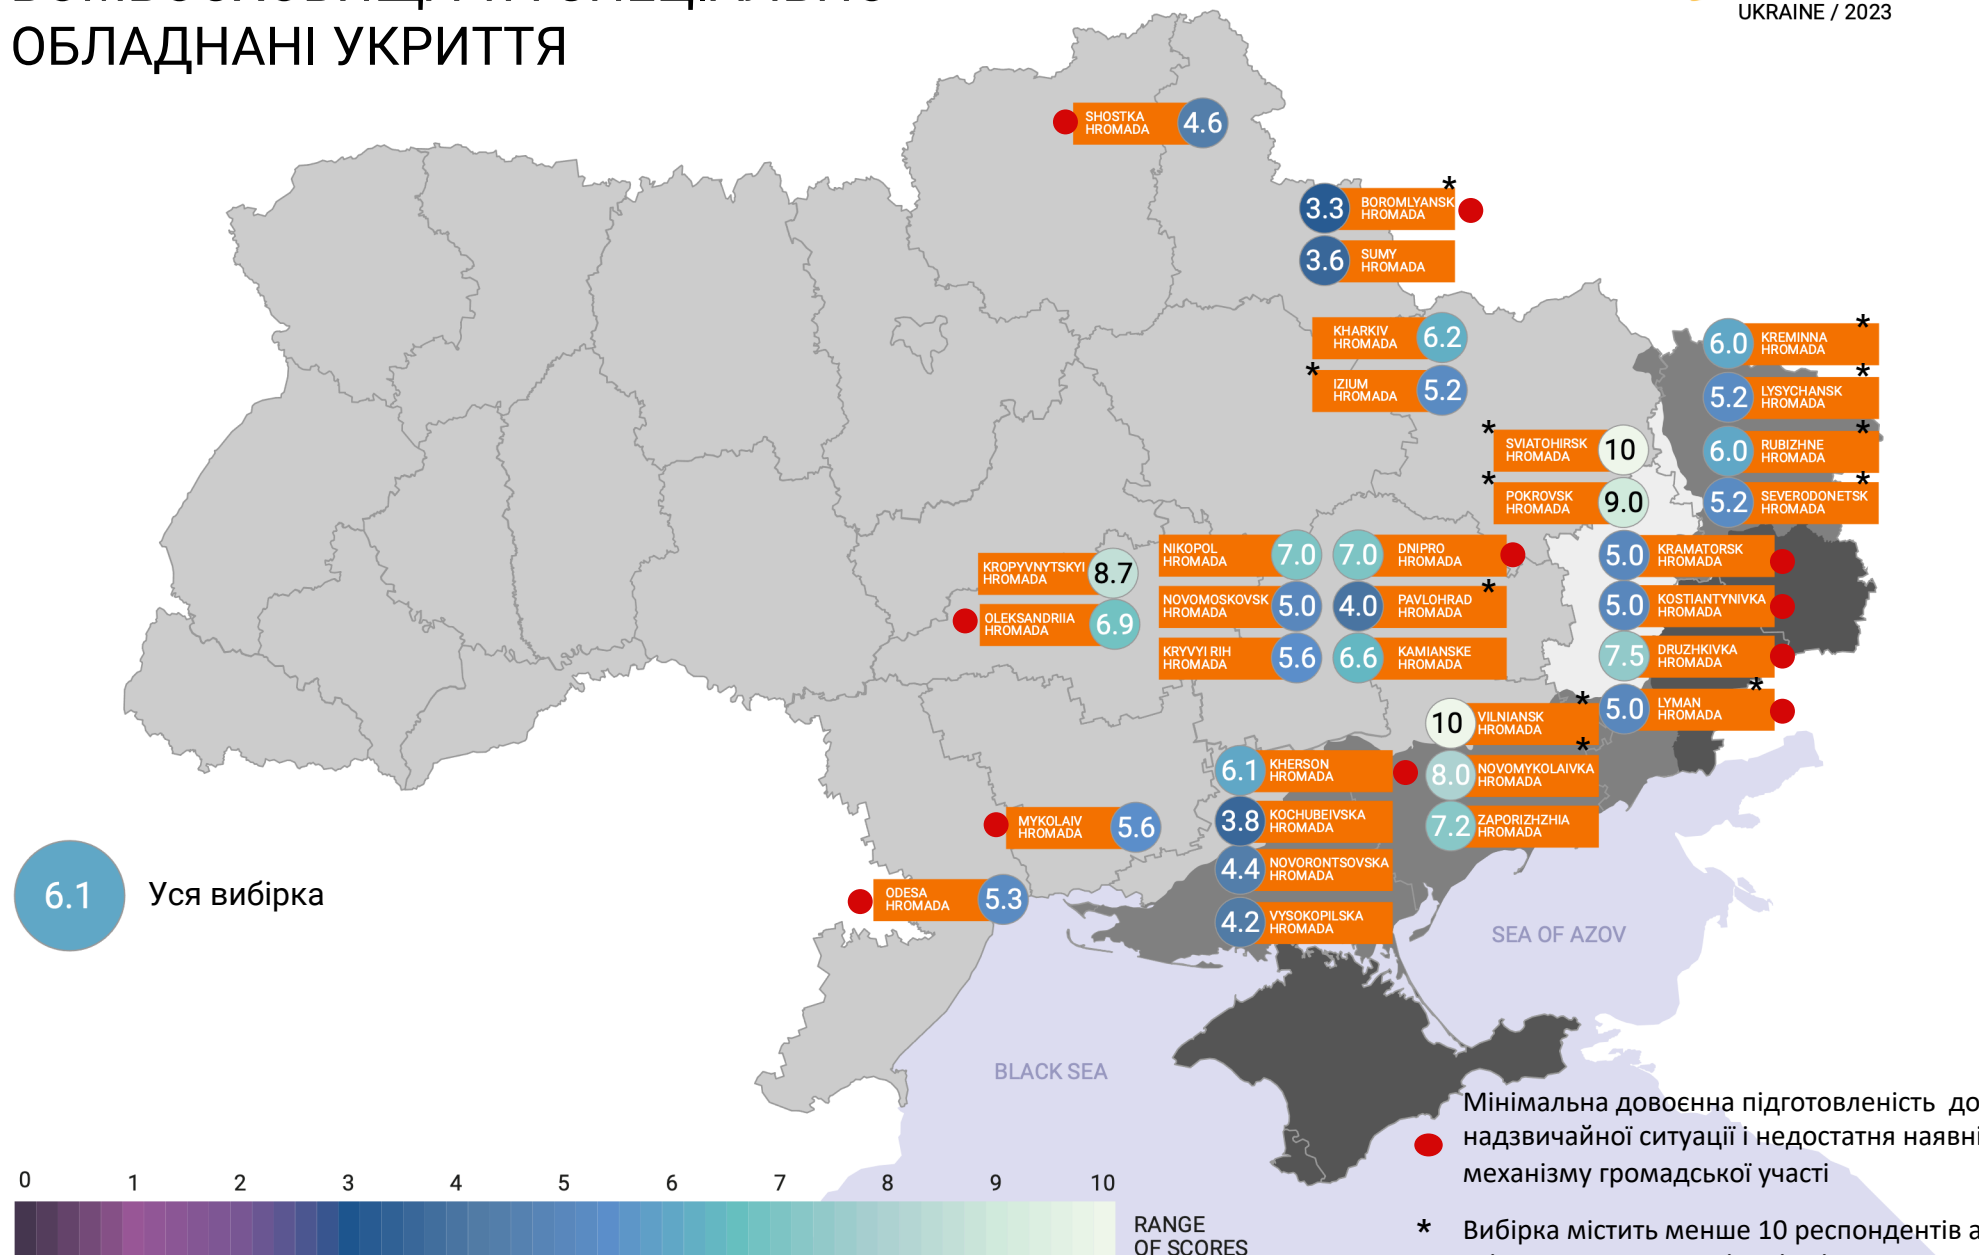 ОБЛАДНАНІ УКРИТТЯ
UKRAINE / 2023
SHOSTKA
HROMADA
4.6
*
3.3
BOROMLYANSK
HROMADA
3.6
SUMY
HROMADA
KHARKIV
HROMADA
6.2
*
IZIUM
HROMADA
5.2
*
6.0
KREMINNA
HROMADA
*
5.2
LYSYCHANSK
HROMADA
*
6.0
RUBIZHNE
HROMADA
*
5.2
SEVERODONETSK
HROMADA
*
SVIATOHIRSK
HROMADA
10
*
POKROVSK
HROMADA
9.0
KROPYVNYTSKYI
HROMADA
8.7
OLEKSANDRIIA
HROMADA
6.9
NIKOPOL
HROMADA
7.0
NOVOMOSKOVSK
HROMADA
5.0
KRYVYI RIH
HROMADA
5.6
7.0
DNIPRO
HROMADA
*
4.0
PAVLOHRAD
HROMADA
6.6
KAMIANSKE
HROMADA
5.0
KRAMATORSK
HROMADA
5.0
KOSTIANTYNIVKA
HROMADA
7.5
DRUZHKIVKA
HROMADA
*
5.0
LYMAN
HROMADA
*
10
VILNIANSK
HROMADA
*
8.0
NOVOMYKOLAIVKA
HROMADA
7.2
ZAPORIZHZHIA
HROMADA
6.1
KHERSON
HROMADA
3.8
KOCHUBEIVSKA
HROMADA
4.4
NOVORONTSOVSKA
HROMADA
4.2
VYSOKOPILSKA
HROMADA
MYKOLAIV
HROMADA
5.6
ODESA
HROMADA
5.3
6.1 Уся вибірка
SEA OF AZOV
BLACK SEA
Мінімальна довоєнна підготовленість до
надзвичайної ситуації і недостатня
механізму громадської участі
* Вибірка містить менше 10 респондентів
0 1 2 3 4 5 6 7 8 9 10
RANGE
OF SCORES